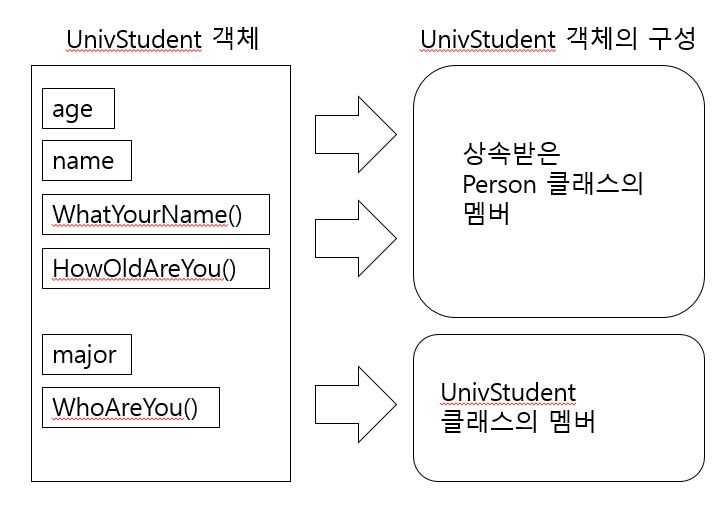 UnivStudent 객체
UnivStudent 객체의 구성
age
name
WhatYourName()
HowOldAreYou()
major
WhoAreYou()
상속받은
Person 클래스의
멤버
UnivStudent
클래스의 멤버